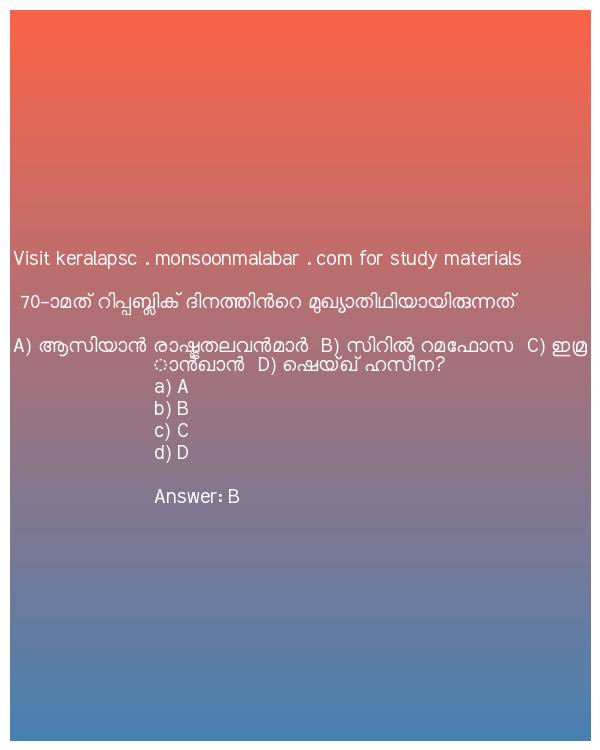 Visit keralapsc . monsoonmalabar . com for study materials
70-ാമത് റിപ്പബ്ലിക് ദിനത്തിൻറെ മുഖ്യാതിഥിയായിരുന്നത്
A) ആസിയാൻ രാഷ്ട്രതലവൻമാർ B) സിറിൽ റമഫോസ C) ഇമ്ര
ാൻഖാൻ D) ഷെയ്ഖ് ഹസീന?
a) A
b) B
c) C
d) D
Answer: B